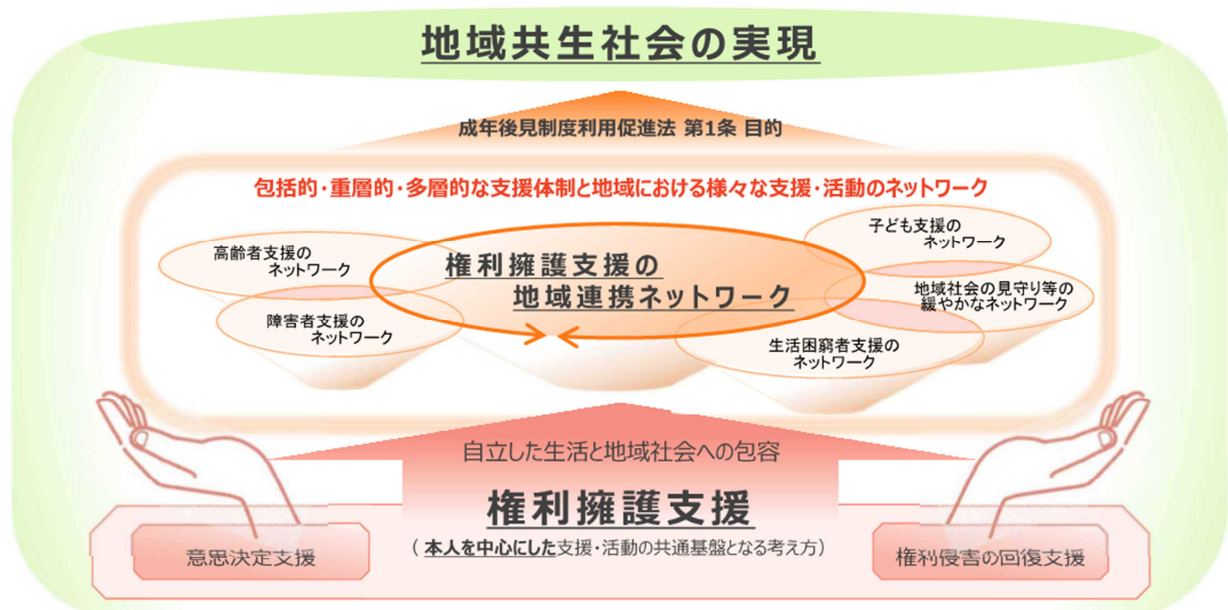 地域共生社会の実現
成年後見制度利用促進法 第1条 目的
包括的・重層的・多層的な支援体制と地域における様々な支援・活動のネットワーク
高齢者支援の
ネットワーク
障害者支援の
ネットワーク
権利擁護支援の
地域連携ネットワーク
子ども支援の
ネットワーク
地域社会の見守り等の
緩やかなネットワーク
生活困窮者支援の
ネットワーク
自立した生活と地域社会への包容
権利擁護支援
（本人を中心にした支援・活動の共通基盤となる考え方）
意思決定支援
権利侵害の回復支援